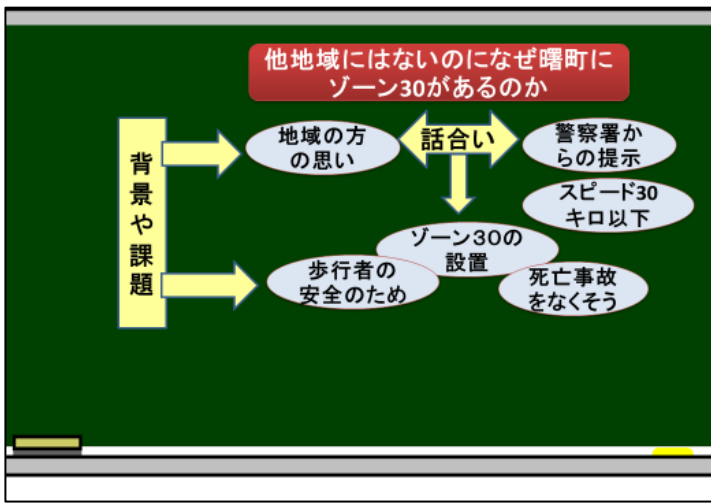 他地域にはないのになぜ曙町に
ゾーン30があるのか
背景や課題
地域の方
の思い
話合い
警察署か
らの提示
スピード30
キロ以下
ゾーン30の
設置
歩行者の
安全のため
死亡事故
をなくそう